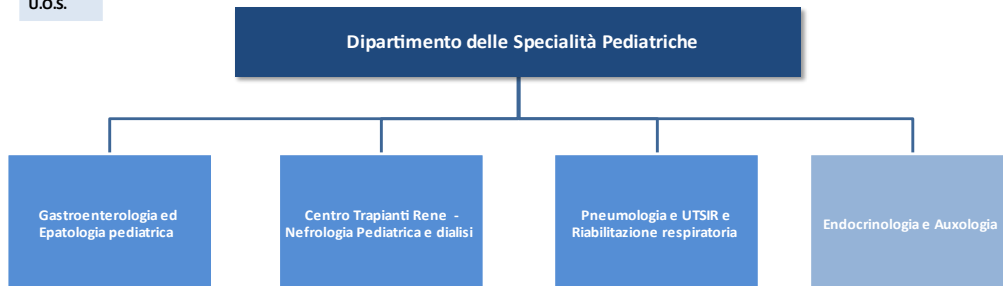 U.O.S.
Dipartimento delle Specialità Pediatriche
Gastroenterologia ed
Epatologia pediatrica
Centro Trapianti Rene -
Nefrologia Pediatrica e dialisi
Pneumologia e UTSIR e
Riabilitazione respiratoria
Endocrinologia e Auxologia